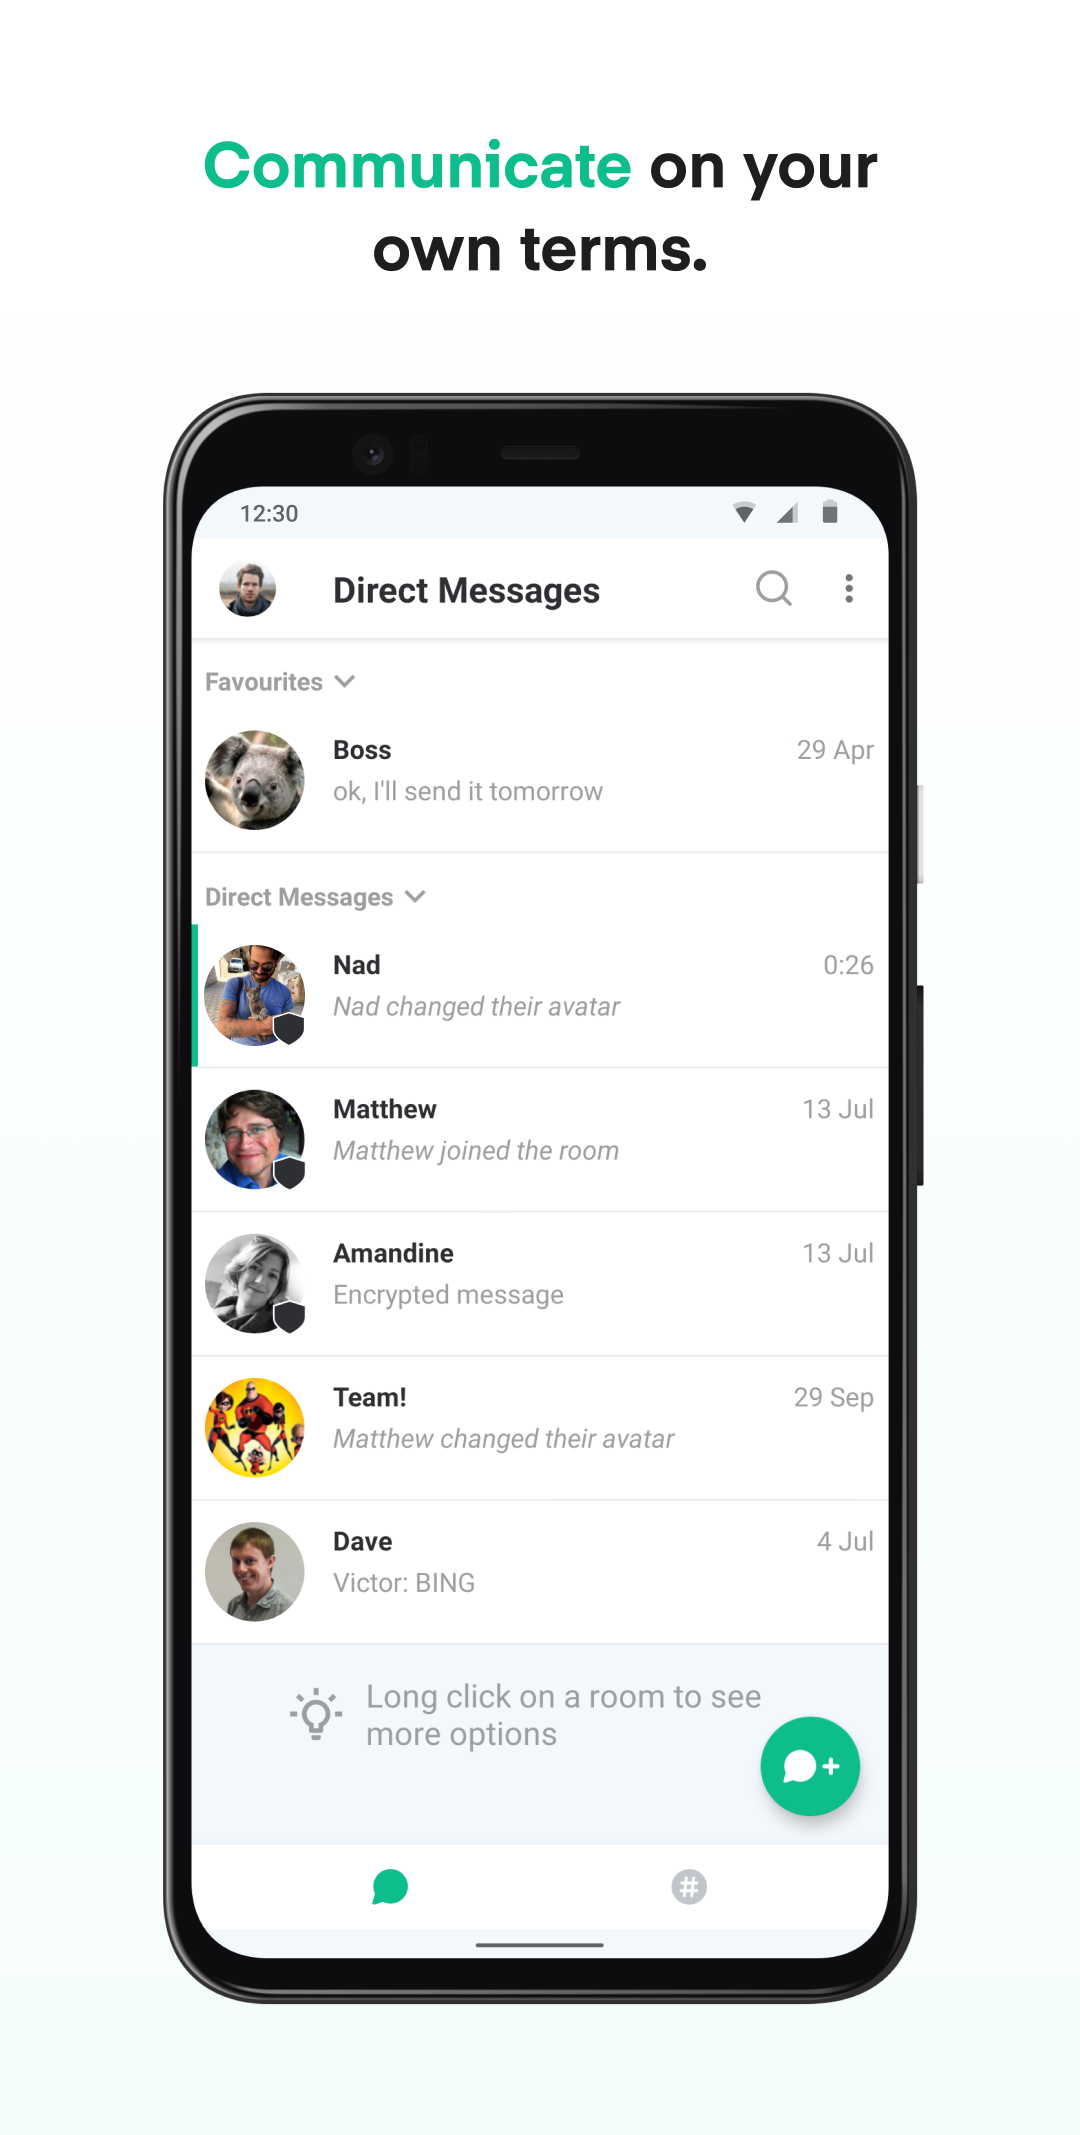 Communicate on your
own terms.
12:30
Direct Messages
Favourites
Boss
29 Apr
ok, I'll send it tomorrow
Direct Messages
Nad
0:26
Nad changed their avatar
Matthew
13 Jul
Matthew joined the room
Amandine
13 Jul
Encrypted message
Team!
29 Sep
Matthew changed their avatar
Dave
4 Jul
Victor: BING
Long click on a room to see
more options
#